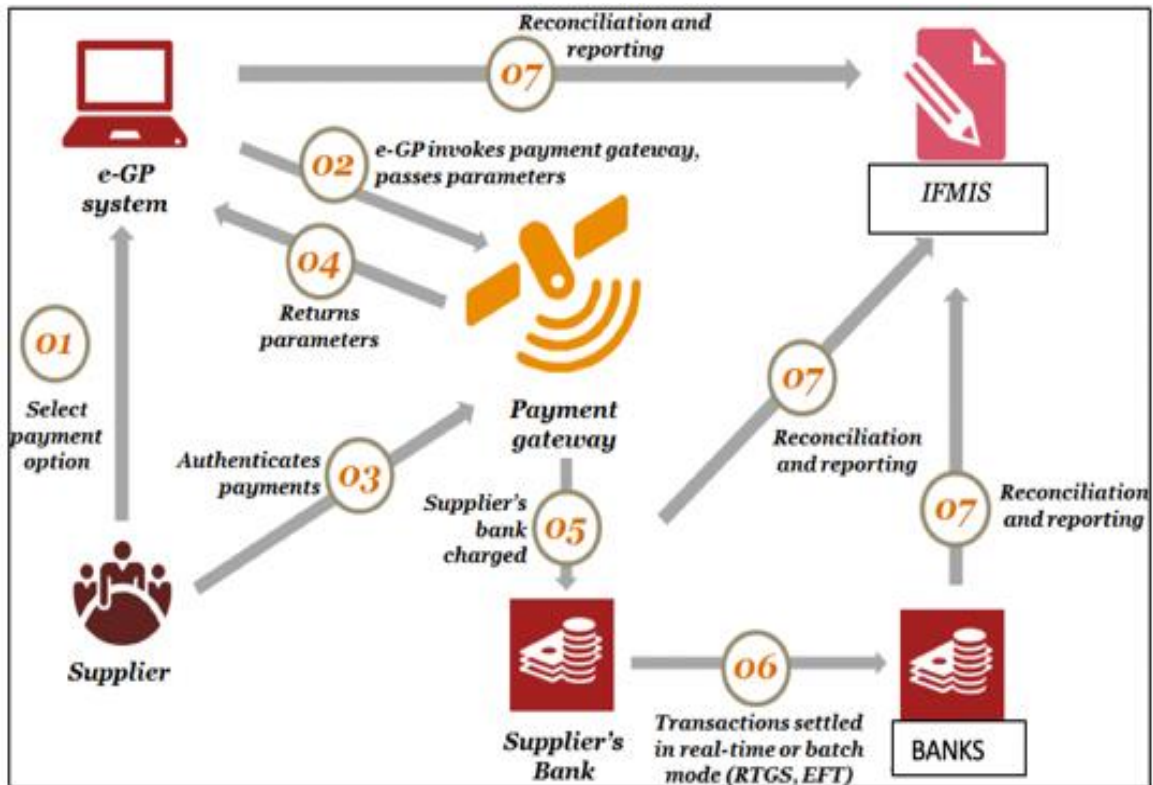 Reconciliation and
reporting
07
e-GP
system
02
e-GP invokes payment gateway,
passes parameters
IFMIS
04
Returns
parameters
01
Select
payment
option
Payment
gateway
07
Reconciliation
and reporting
Authenticates
payments
03
Supplier's
bank
charged
05
07
Reconciliation
and reporting
Supplier
06
Transactions settled
in real-time or batch
mode (RTGS, EFT)
Supplier's
Bank
BANKS